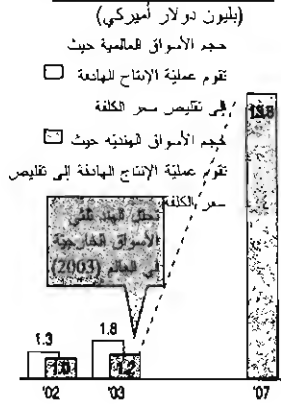 (بليون دولار أميركي)
حجم الأسواق العالمية حيث
تقوم عملية الإنتاج الهادفة
إلى تقليص سعر الكلفة
حجم الأسواق الهندية حيث
تقوم عملية الإنتاج الهادفة إلى تقليص
سعر الكلفة
13.8
تحتل الهند ثلثي
الأسواق الخارجية
في العالم (2003)
1.3
1.0
1.8
1.2
'02
'03
'07